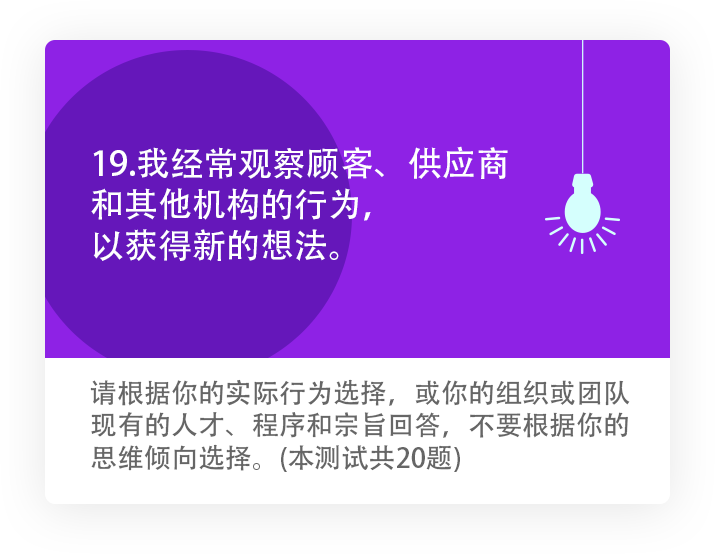 19.我经常观察顾客、供应商
和其他机构的行为，
以获得新的想法。
请根据你的实际行为选择，或你的组织或团队
现有的人才、程序和宗旨回答，不要根据你的
思维倾向选择。(本测试共20题)